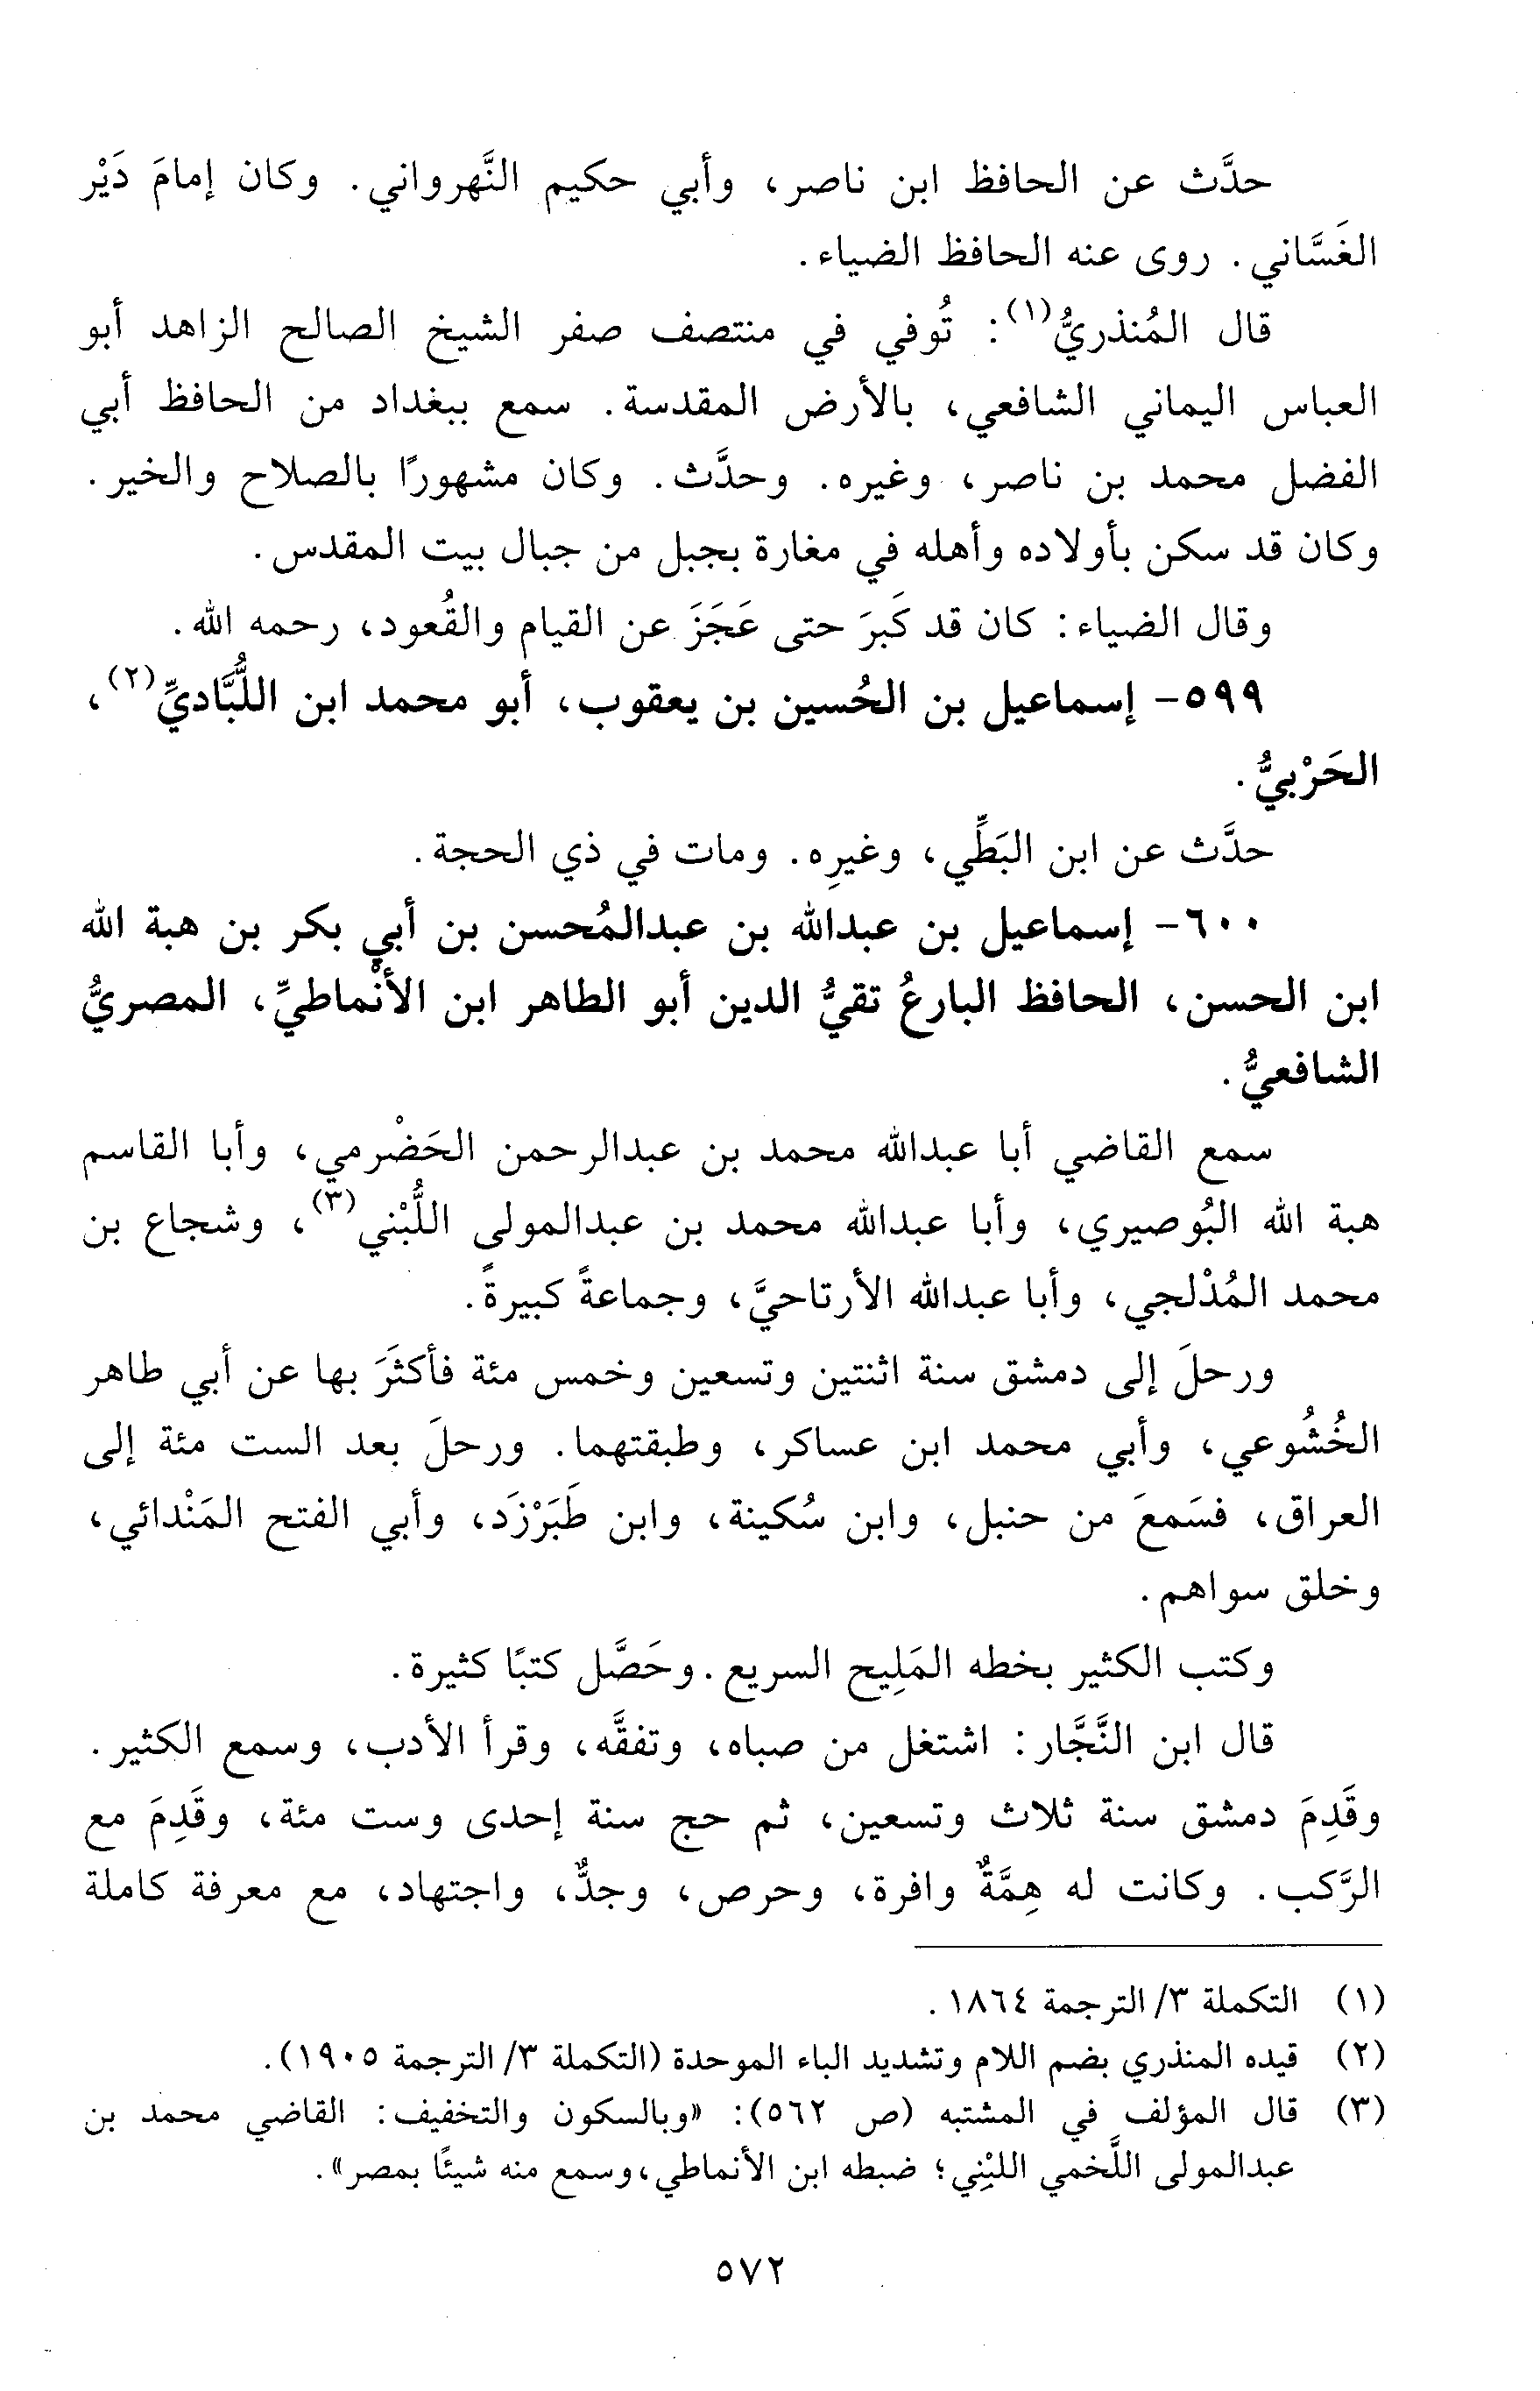 حدَّث عن الحافظ ابن ناصر، وأبي حكيم النَّهرواني. وكان إمامَ دَيْر
الغَسَّاني. روى عنه الحافظ الضياء.
قال المُنذريُّ(١): تُوفي في منتصف صفر الشيخ الصالح الزاهد أبو
العباس اليماني الشافعي، بالأرض المقدسة. سمع ببغداد من الحافظ أبي
الفضل محمد بن ناصر، وغيره. وحدَّث. وكان مشهورًا بالصلاح والخير.
وكان قد سكن بأولاده وأهله في مغارة بجبل من جبال بيت المقدس.
وقال الضياء: كان قد كَبرَ حتى عَجَزَ عن القيام والقُعود، رحمه الله.
٥٩٩- إسماعيل بن الحُسين بن يعقوب، أبو محمد ابن اللُّبَّاديِّ(٢)،
الحَرْبيُّ.
حدَّث عن ابن البَطِّي، وغيرِه. ومات في ذي الحجة.
٦٠٠- إسماعيل بن عبدالله بن عبدالمُحسن بن أبي بكر بن هبة الله
ابن الحسن، الحافظ البارعُ تقيُّ الدين أبو الطاهر ابن الأنْماطيِّ، المصريُّ
الشافعيُّ.
سمع القاضي أبا عبدالله محمد بن عبدالرحمن الحَضْرمي، وأبا القاسم
هبة الله البُوصيري، وأبا عبدالله محمد بن عبدالمولى اللُّبْني(٣)، وشجاع بن
محمد المُدْلجي، وأبا عبدالله الأرتاحيَّ، وجماعةً كبيرةً.
ورحلَ إلى دمشق سنة اثنتين وتسعين وخمس مئة فأكثَرَ بها عن أبي طاهر
الخُشُوعي، وأبي محمد ابن عساكر، وطبقتهما. ورحلَ بعد الست مئة إلى
العراق، فسَمعَ من حنبل، وابن سُكينة، وابن طَبَرْزَد، وأبي الفتح المَنْدائي،
وخلق سواهم.
وكتب الكثير بخطه المَلِيح السريع. وحَصَّل كتبًا كثيرة.
قال ابن النَّجَّار: اشتغل من صباه، وتفقَّه، وقرأ الأدب، وسمع الكثير.
وقَدِمَ دمشق سنة ثلاث وتسعين، ثم حج سنة إحدى وست مئة، وقَدِمَ مع
الرَّكب. وكانت له هِمَّةٌ وافرة، وحرص، وجدٌّ، واجتهاد، مع معرفة كاملة
(١) التكملة ٣/ الترجمة ١٨٦٤.
(٢) قيده المنذري بضم اللام وتشديد الباء الموحدة (التكملة ٣/ الترجمة ١٩٠٥).
(٣) قال المؤلف في المشتبه (ص ٥٦٢): «وبالسكون والتخفيف: القاضي محمد بن
عبدالمولى اللَّخمي اللبْنِي؛ ضبطه ابن الأنماطي، وسمع منه شيئًا بمصر».
٥٧٢